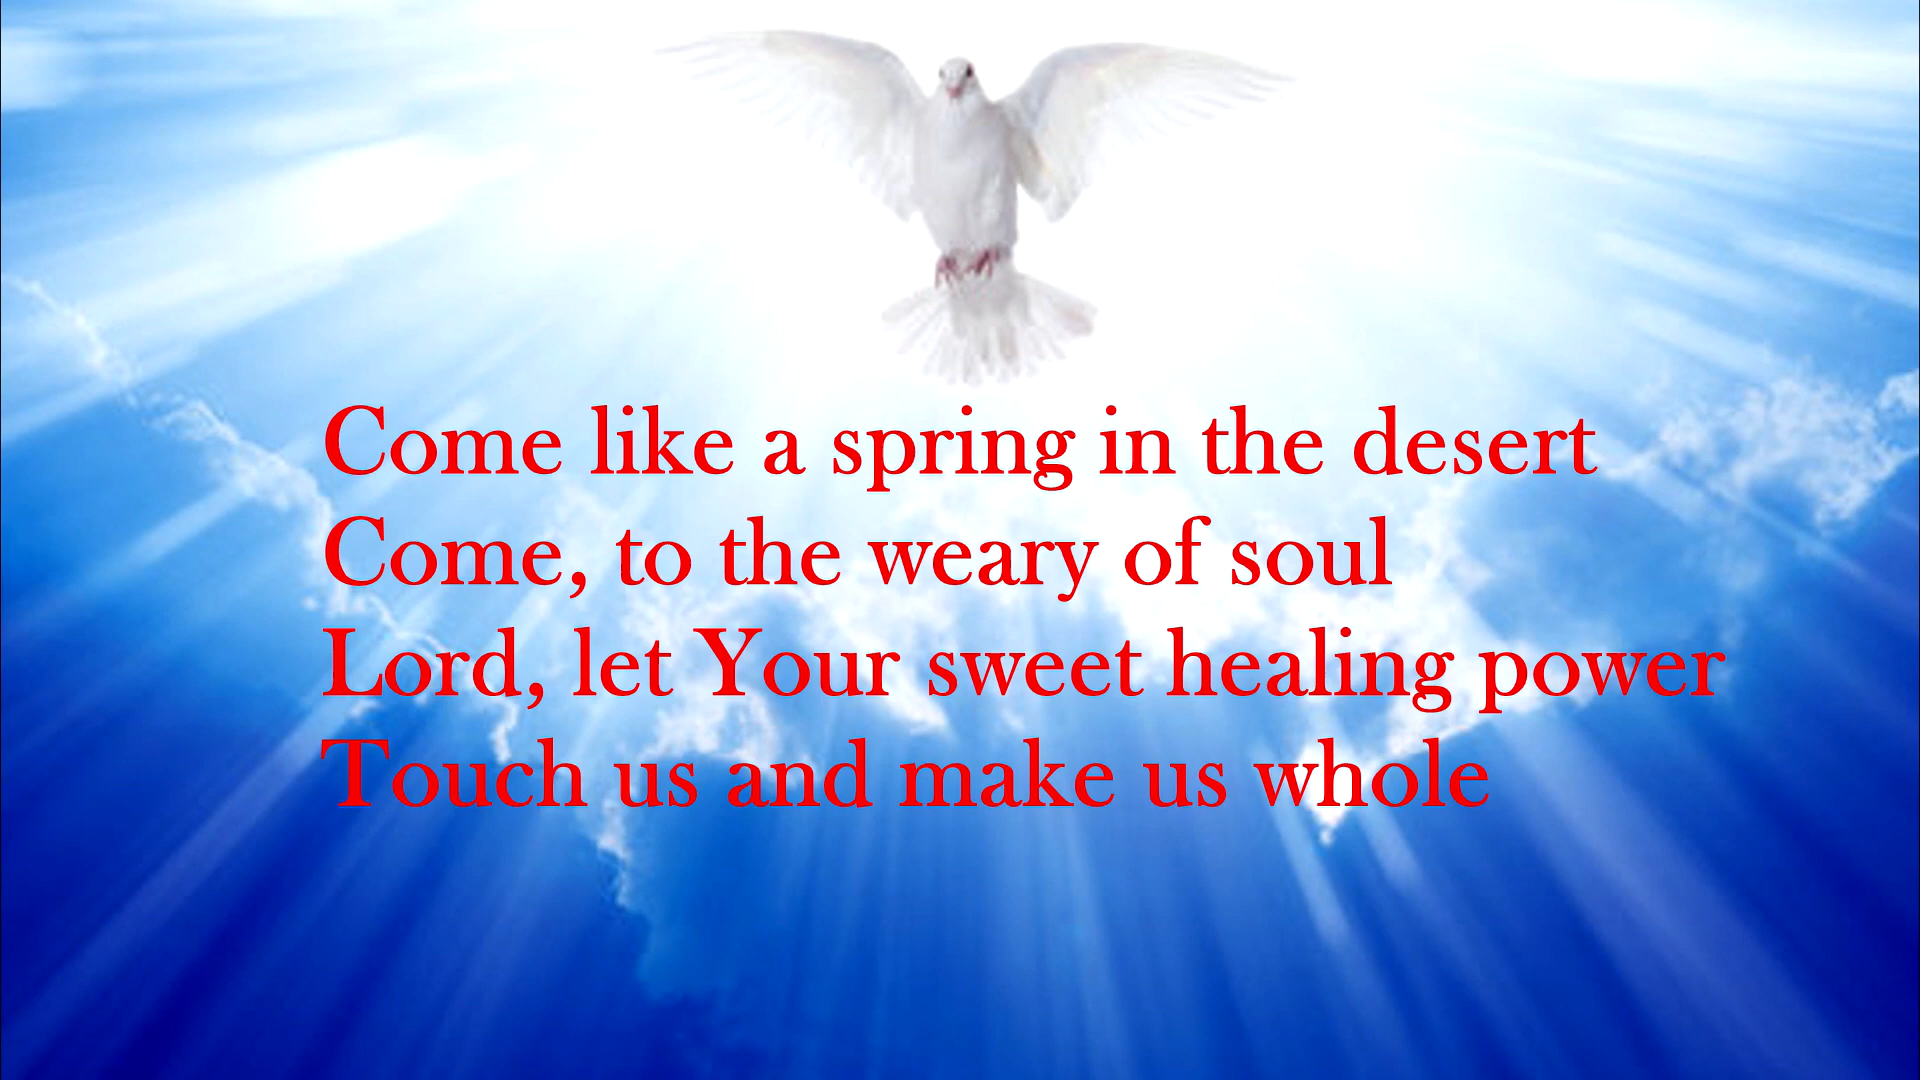 Come like a spring in the desert
Come, to the weary of soul
Lord, let Your sweet healing power
Touch us and make us whole